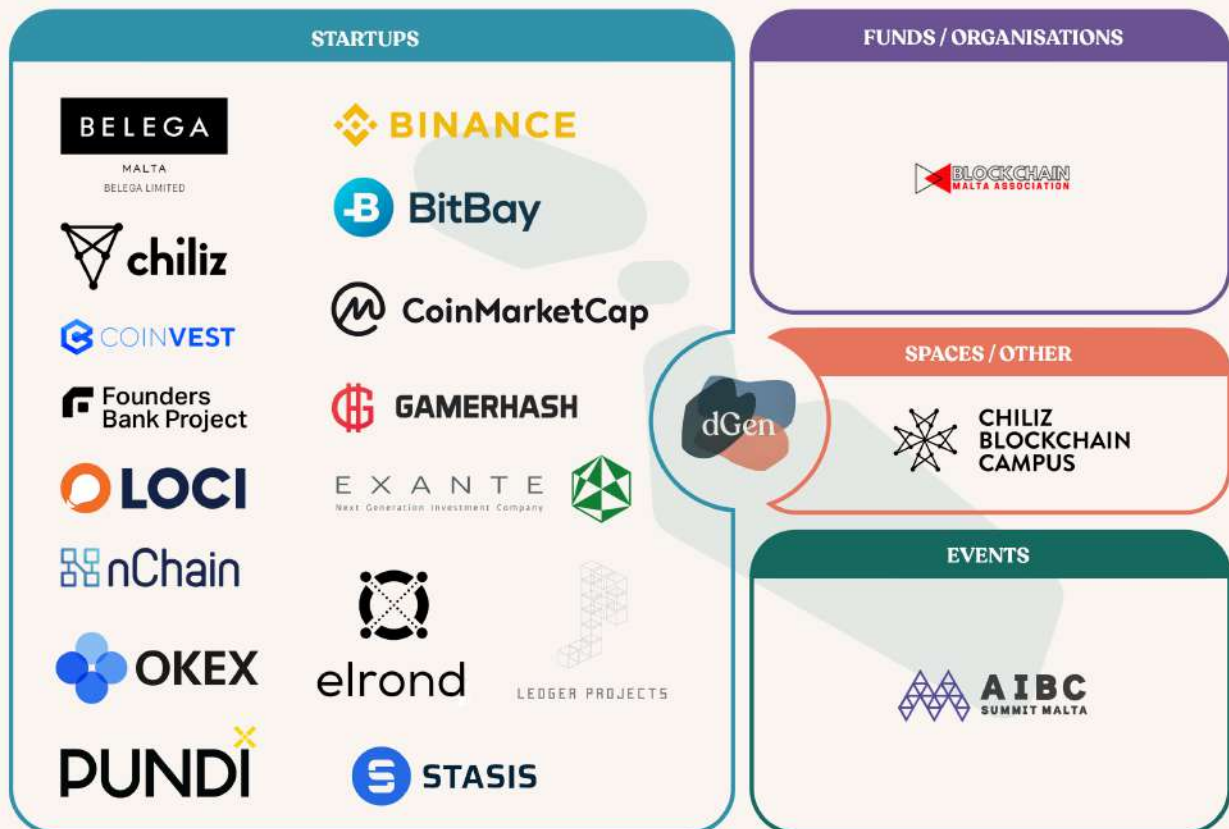 STARTUPS
BELEGA
MALTA
BELEGA LIMITED
chiliz
COINVEST
Founders
Bank Project
LOCI
nChain
OKEX
PUNDI X
BINANCE
BitBay
CoinMarketCap
GAMERHASH
EXANTE
Next Generation Investment Company
elrond
LEDGER PROJECTS
STASIS
dGen
FUNDS / ORGANISATIONS
BLOCKCHAIN
MALTA ASSOCIATION
SPACES / OTHER
CHILIZ
BLOCKCHAIN
CAMPUS
EVENTS
AIBC
SUMMIT MALTA